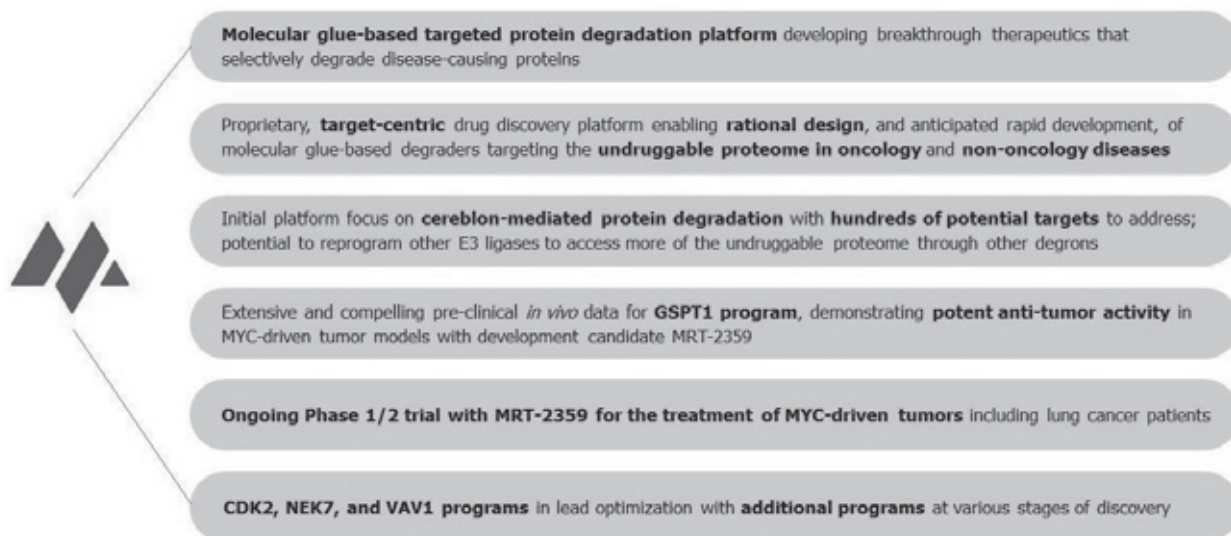 Molecular glue-based targeted protein degradation platform developing breakthrough therapeutics that
selectively degrade disease-causing proteins
Proprietary, target-centric drug discovery platform enabling rational design, and anticipated rapid development, of
molecular glue-based degraders targeting the undruggable proteome in oncology and non-oncology diseases
Initial platform focus on cereblon-mediated protein degradation with hundreds of potential targets to address;
potential to reprogram other E3 ligases to access more of the undruggable proteome through other degrons
Extensive and compelling pre-clinical in vivo data for GSPT1 program, demonstrating potent anti-tumor activity in
MYC-driven tumor models with development candidate MRT-2359
Ongoing Phase 1/2 trial with MRT-2359 for the treatment of MYC-driven tumors including lung cancer patients
CDK2, NEK7, and VAV1 programs in lead optimization with additional programs at various stages of discovery